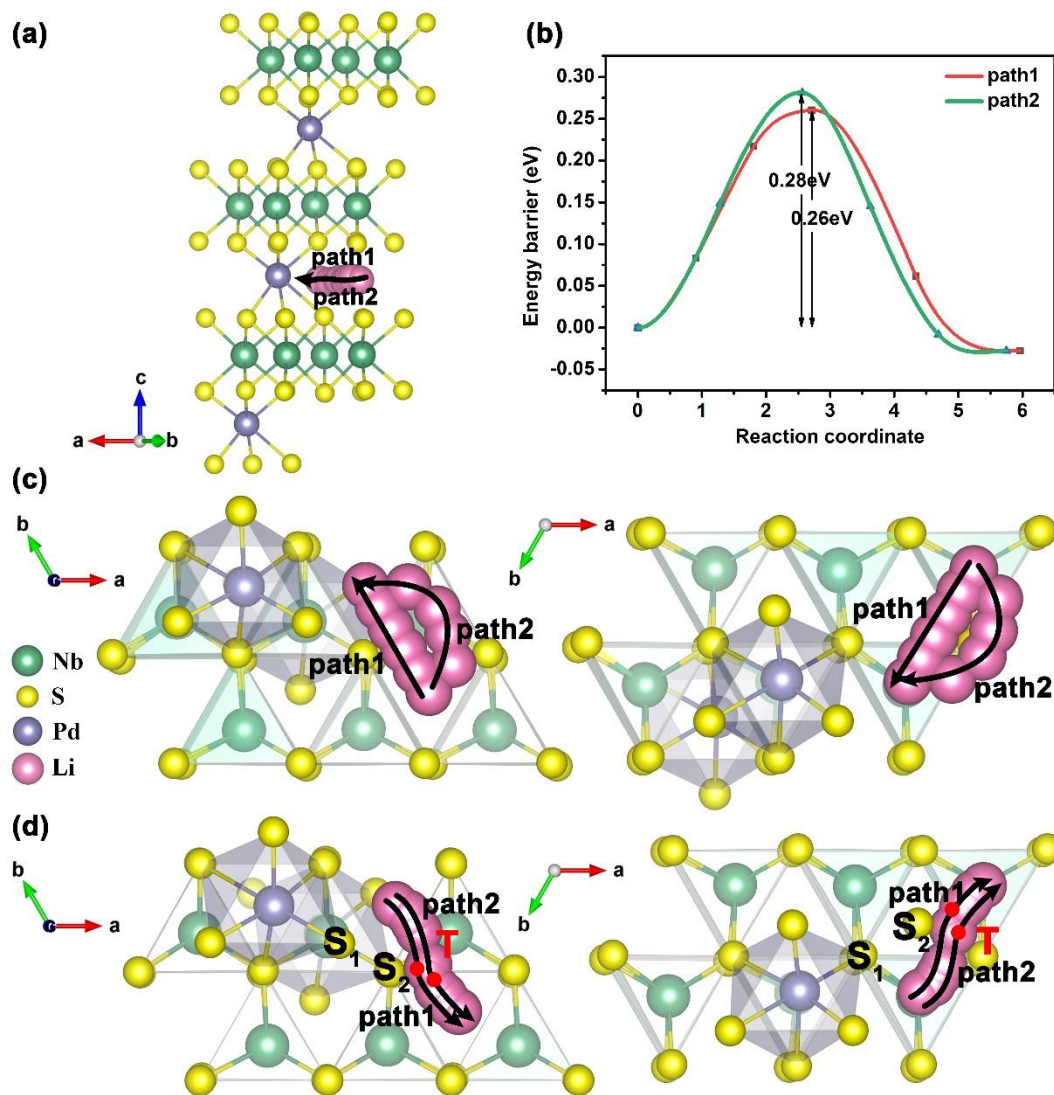 (a)
path1
path2
c
a
b
(b)
Energy barrier (eV)
0.30
0.25
0.20
0.15
0.10
0.05
0.00
-0.05
path1
path2
0.28eV
0.26eV
0 1 2 3 4 5 6
Reaction coordinate
(c)
b
a
path1
path2
a
b
path1
path2
Nb
S
Pd
Li
(d)
b
a
path2
T
S1
S2
path1
a
b
path1
S2
T
S1
path2